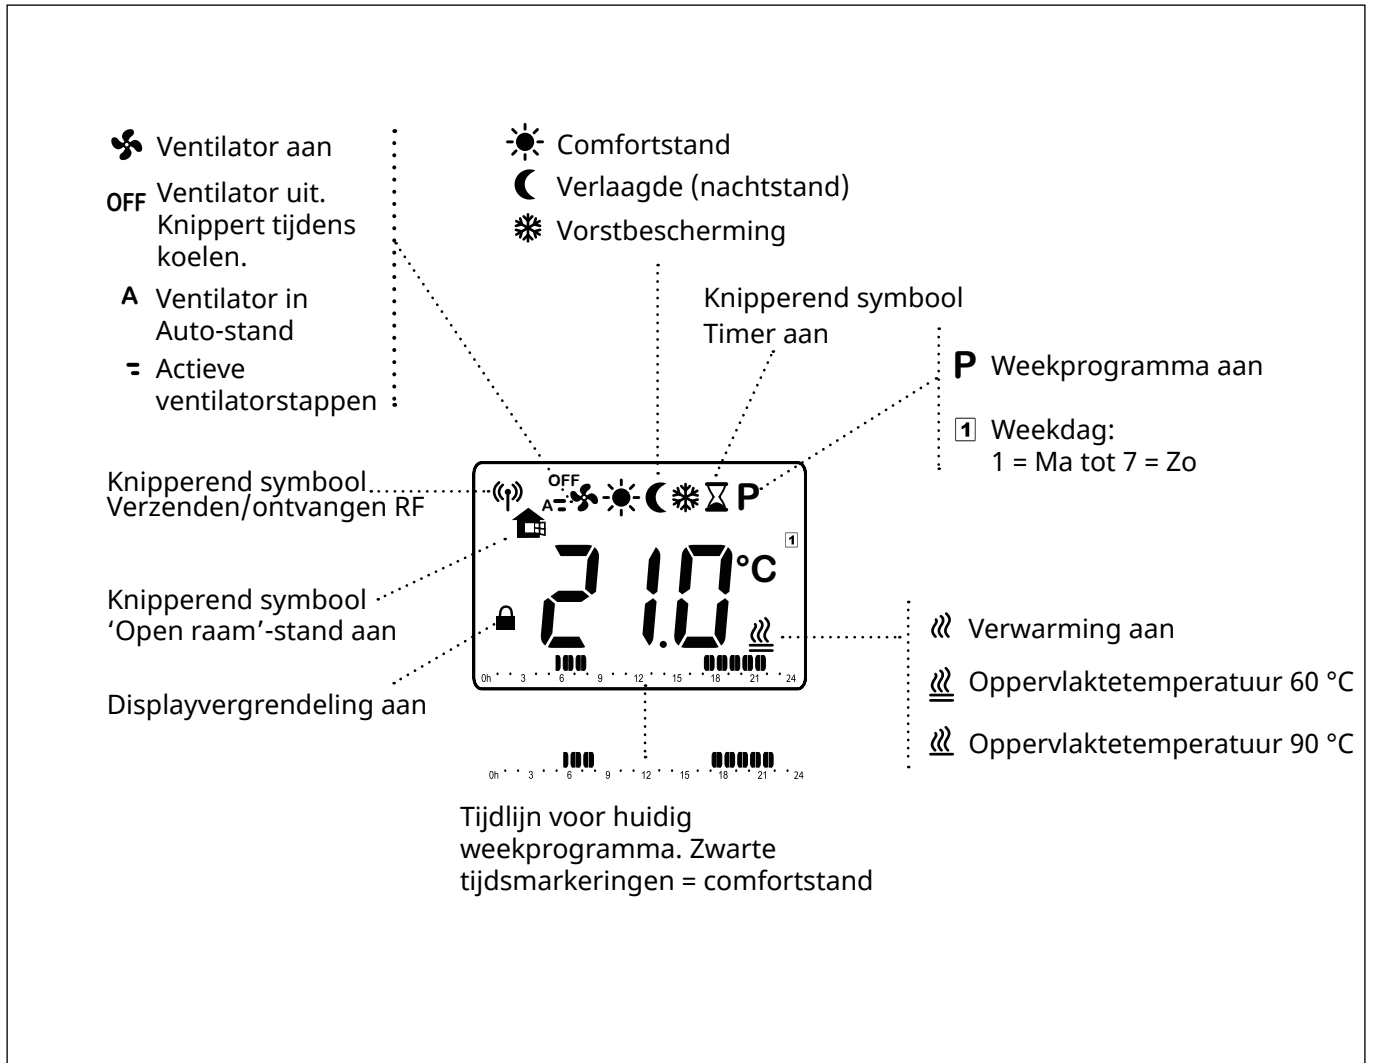 Ventilator aan
OFF Ventilator uit.
Knippert tijdens
koelen.
A Ventilator in
Auto-stand
Actieve
ventilatorstappen
Comfortstand
Verlaagde (nachtstand)
Vorstbescherming
Knipperend symbool
Timer aan
P Weekprogramma aan
1 Weekdag:
1 = Ma tot 7 = Zo
Knipperend symbool
Verzenden/ontvangen RF
Knipperend symbool
‘Open raam’-stand aan
Displayvergrendeling aan
OFF
A P
1
21.0 °C
0h 3 6 9 12 15 18 21 24
Verwarming aan
Oppervlaktetemperatuur 60 °C
Oppervlaktetemperatuur 90 °C
0h 3 6 9 12 15 18 21 24
Tijdlijn voor huidig
weekprogramma. Zwarte
tijdsmarkeringen = comfortstand